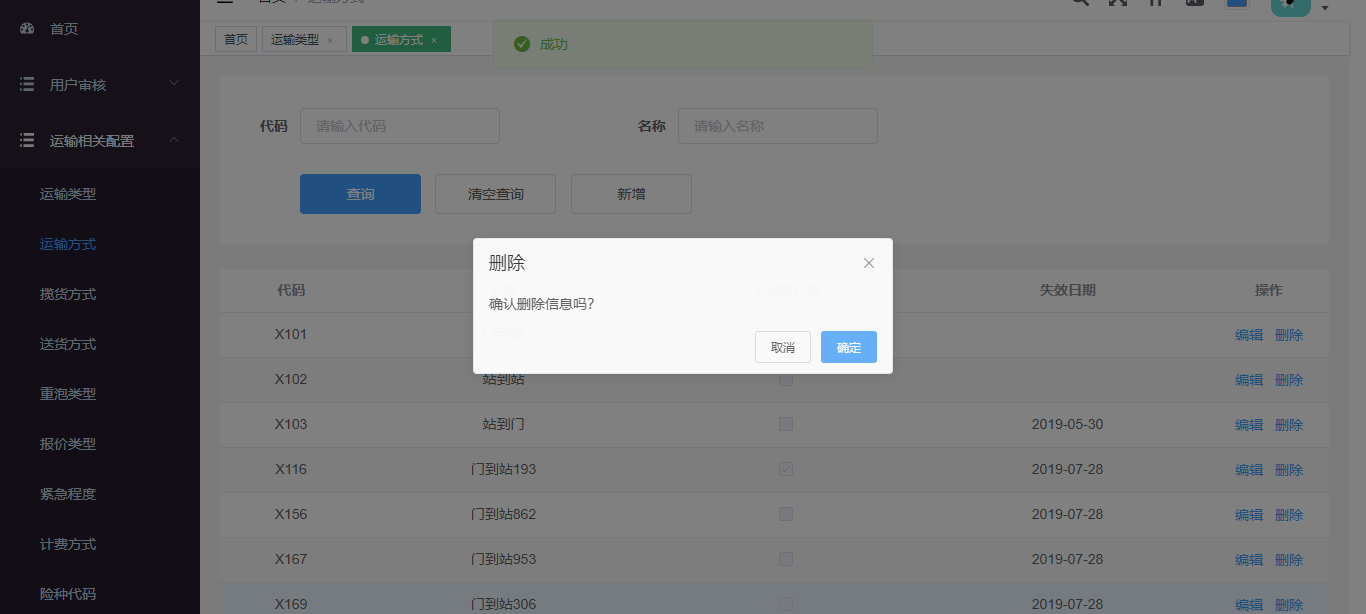 首页 / 运输方式
首页
用户审核
运输相关配置
运输类型
运输方式
揽货方式
送货方式
重泡类型
报价类型
紧急程度
计费方式
险种代码
首页 运输类型 × 运输方式 ×
成功
代码 请输入代码 名称 请输入名称
查询 清空查询 新增
删除
确认删除信息吗?
取消 确定
代码 失效日期 操作
X101 编辑 删除
X102 站到站 编辑 删除
X103 站到门 2019-05-30 编辑 删除
X116 门到站193 2019-07-28 编辑 删除
X156 门到站862 2019-07-28 编辑 删除
X167 门到站953 2019-07-28 编辑 删除
X169 门到站306 2019-07-28 编辑 删除